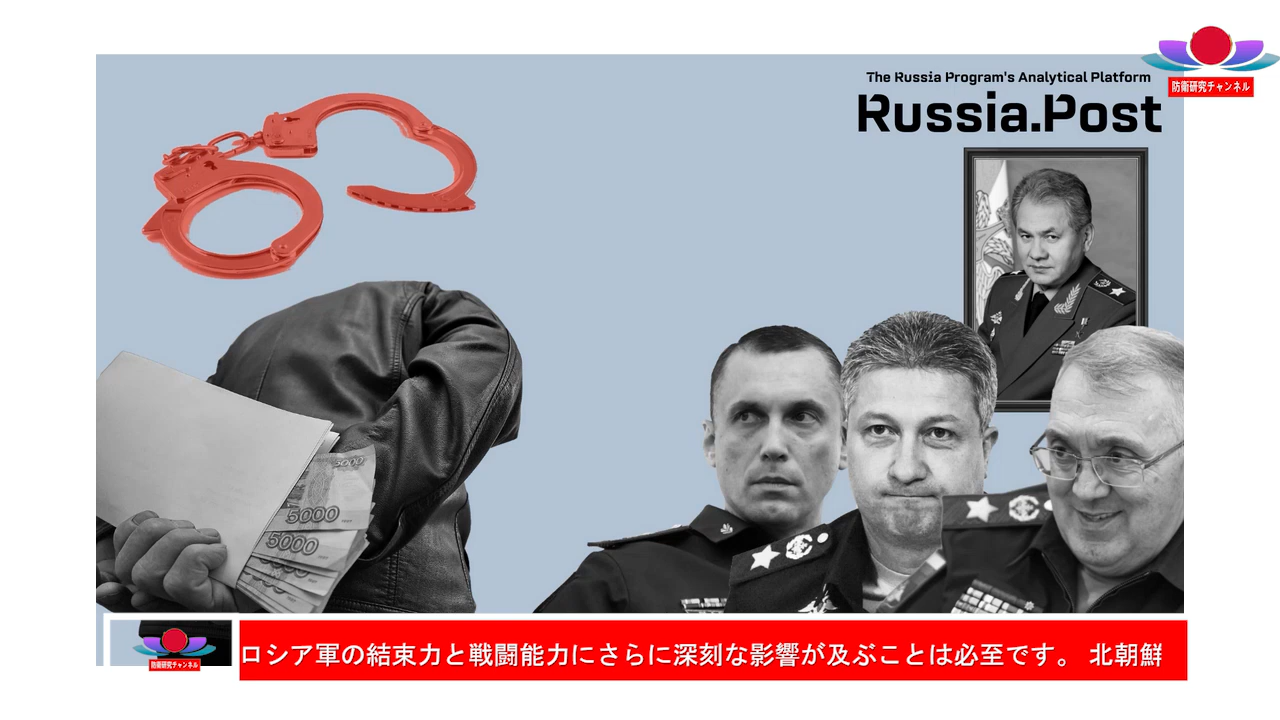 The Russia Program's Analytical Platform
Russia.Post
防衛研究チャンネル
5000
5000
5000
防衛研究チャンネル
ロシア軍の結束力と戦闘能力にさらに深刻な影響が及ぶことは必至です。 北朝鮮